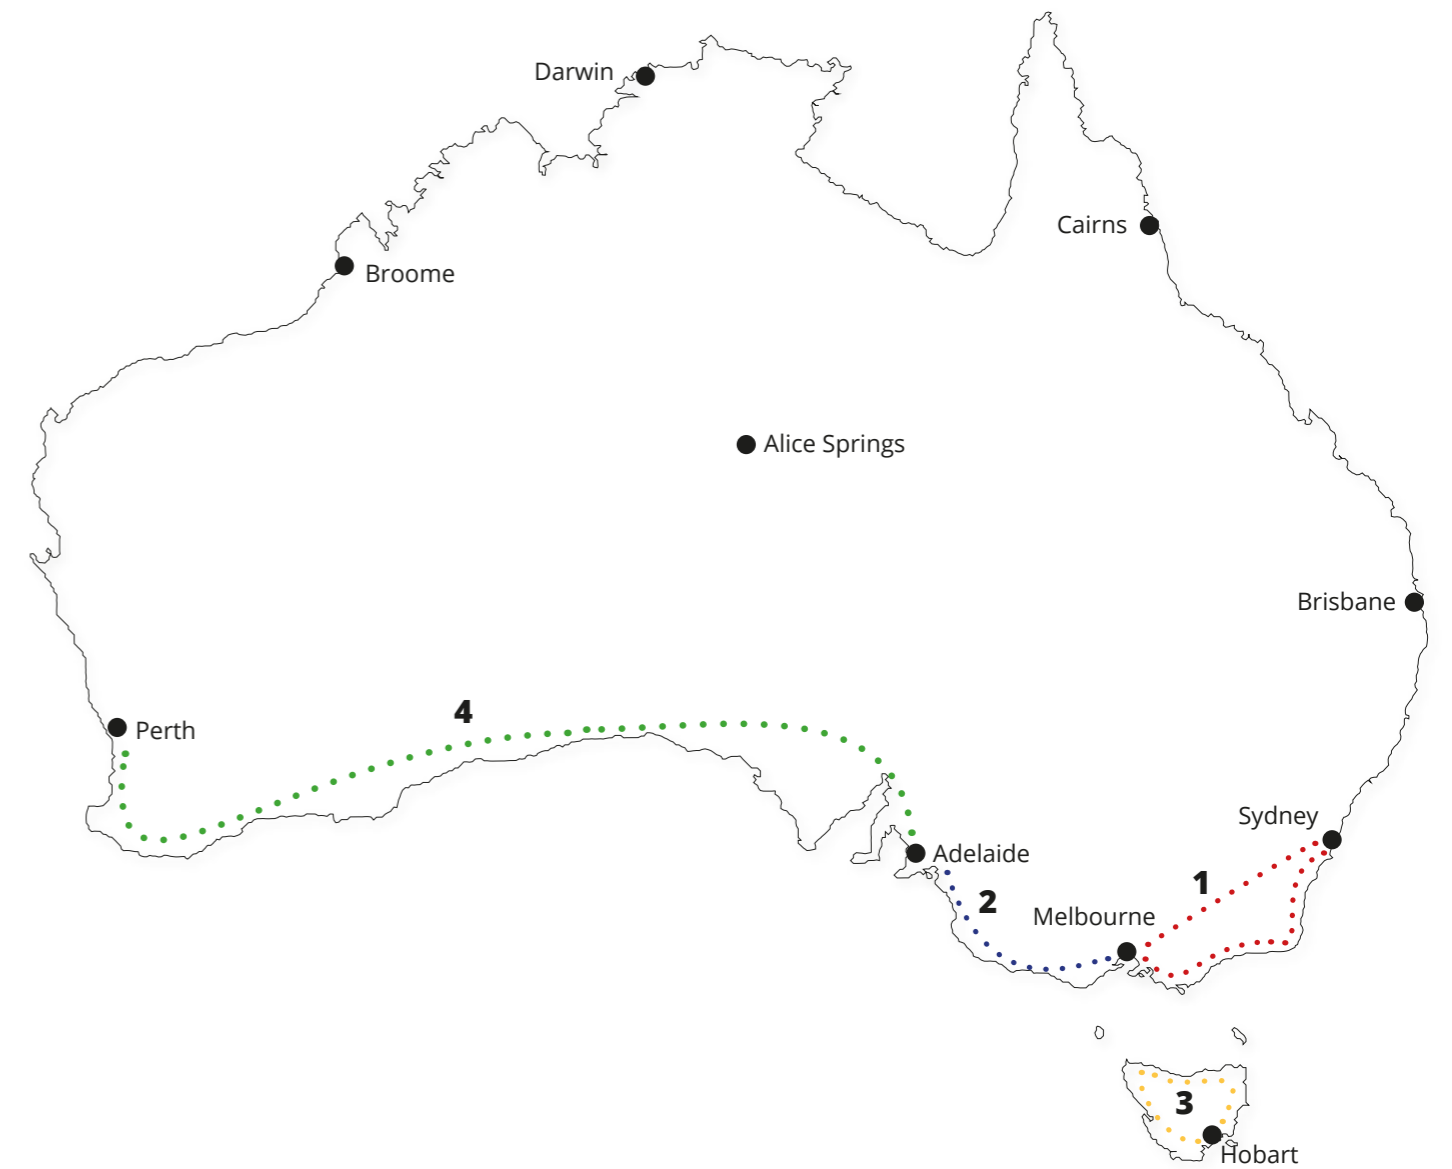 Darwin
Cairns
Broome
Alice Springs
Brisbane
4
Perth
Sydney
Adelaide
1
2
Melbourne
3
Hobart